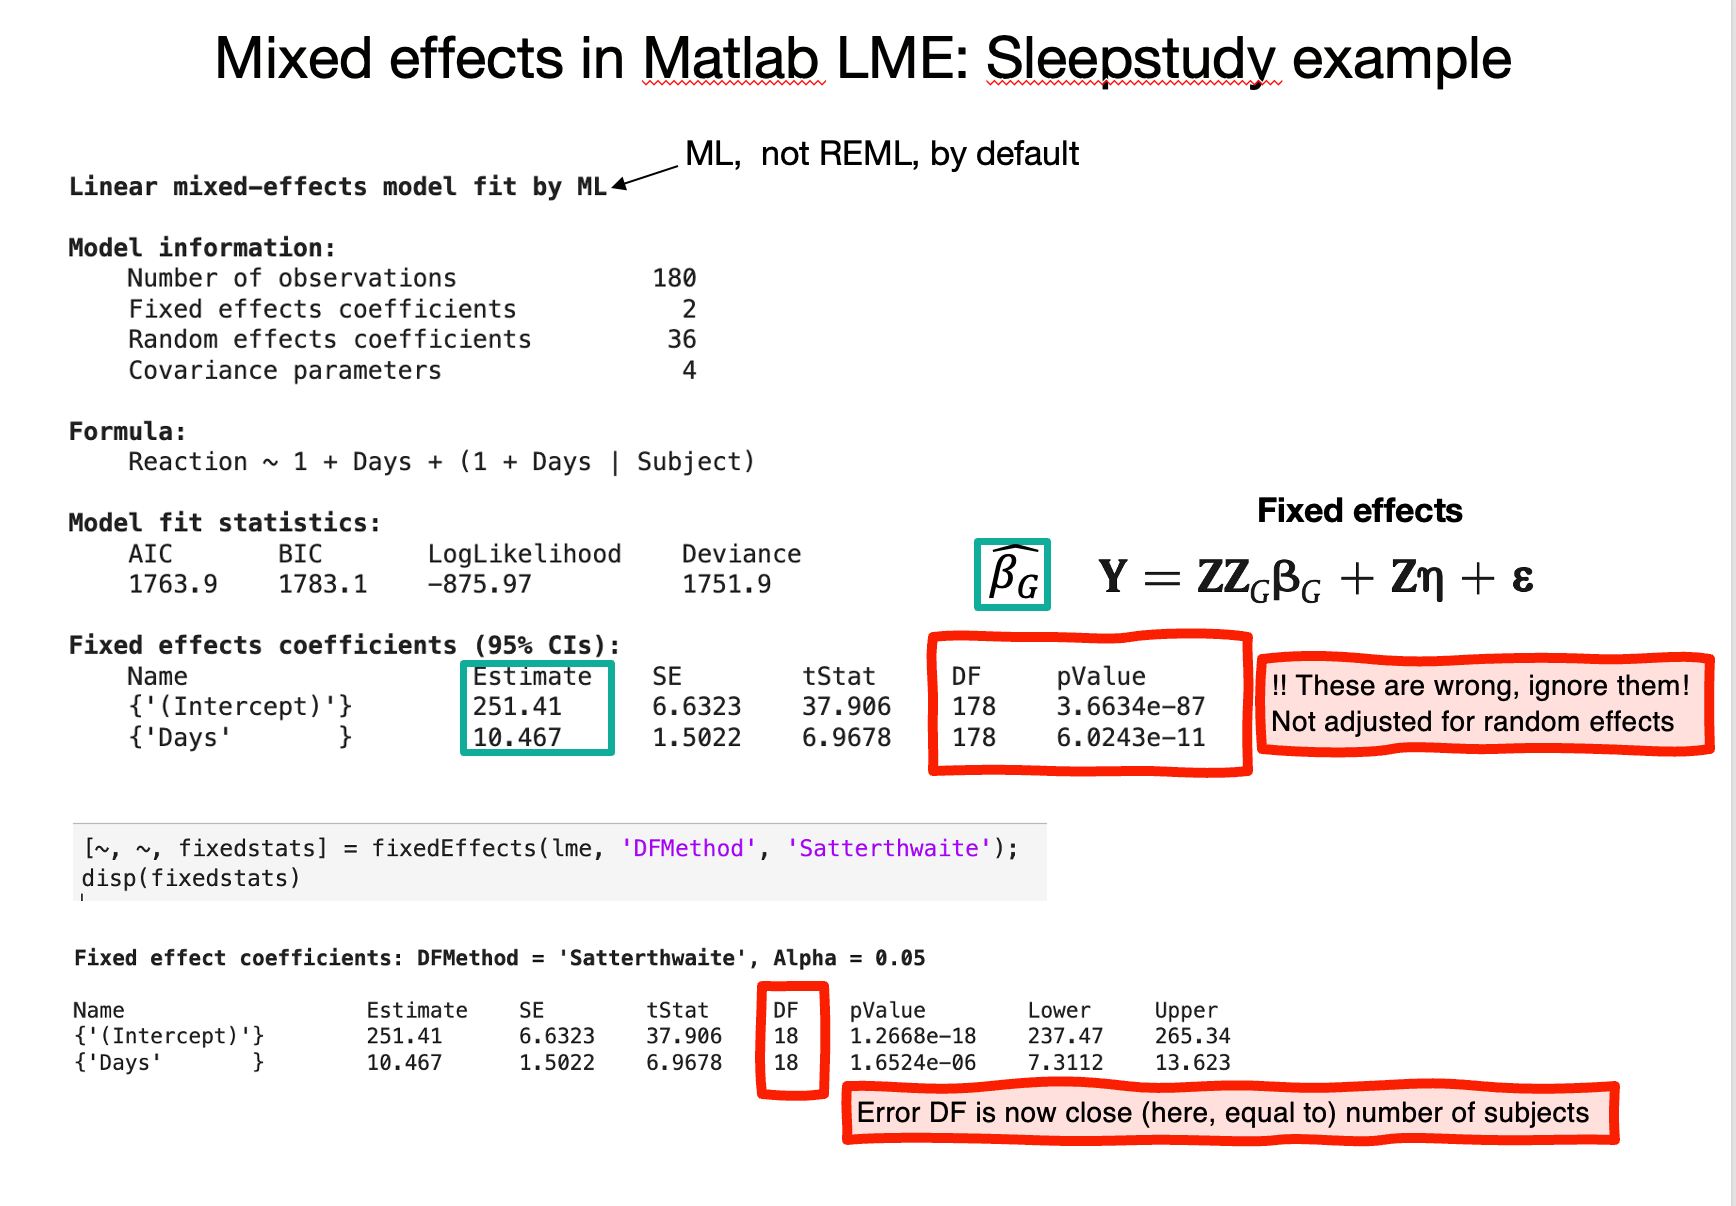 Mixed effects in Matlab LME: Sleepstudy example
ML, not REML, by default
Linear mixed-effects model fit by ML
Model information:
Number of observations 180
Fixed effects coefficients 2
Random effects coefficients 36
Covariance parameters 4
Formula:
Reaction ~ 1 + Days + (1 + Days | Subject)
Model fit statistics:
AIC BIC LogLikelihood Deviance
1763.9 1783.1 −875.97 1751.9
Fixed effects
$\widehat{\beta_G}$ $\mathbf{Y} = \mathbf{Z}\mathbf{Z}_G\boldsymbol{\beta}_G + \mathbf{Z}\boldsymbol{\eta} + \boldsymbol{\varepsilon}$
Fixed effects coefficients (95% CIs):
Name Estimate SE tStat DF pValue
{'(Intercept)'} 251.41 6.6323 37.906 178 3.6634e−87
{'Days' } 10.467 1.5022 6.9678 178 6.0243e−11
!! These are wrong, ignore them!
Not adjusted for random effects
[~, ~, fixedstats] = fixedEffects(lme, 'DFMethod', 'Satterthwaite');
disp(fixedstats)
Fixed effect coefficients: DFMethod = 'Satterthwaite', Alpha = 0.05
Name Estimate SE tStat DF pValue Lower Upper
{'(Intercept)'} 251.41 6.6323 37.906 18 1.2668e−18 237.47 265.34
{'Days' } 10.467 1.5022 6.9678 18 1.6524e−06 7.3112 13.623
Error DF is now close (here, equal to) number of subjects